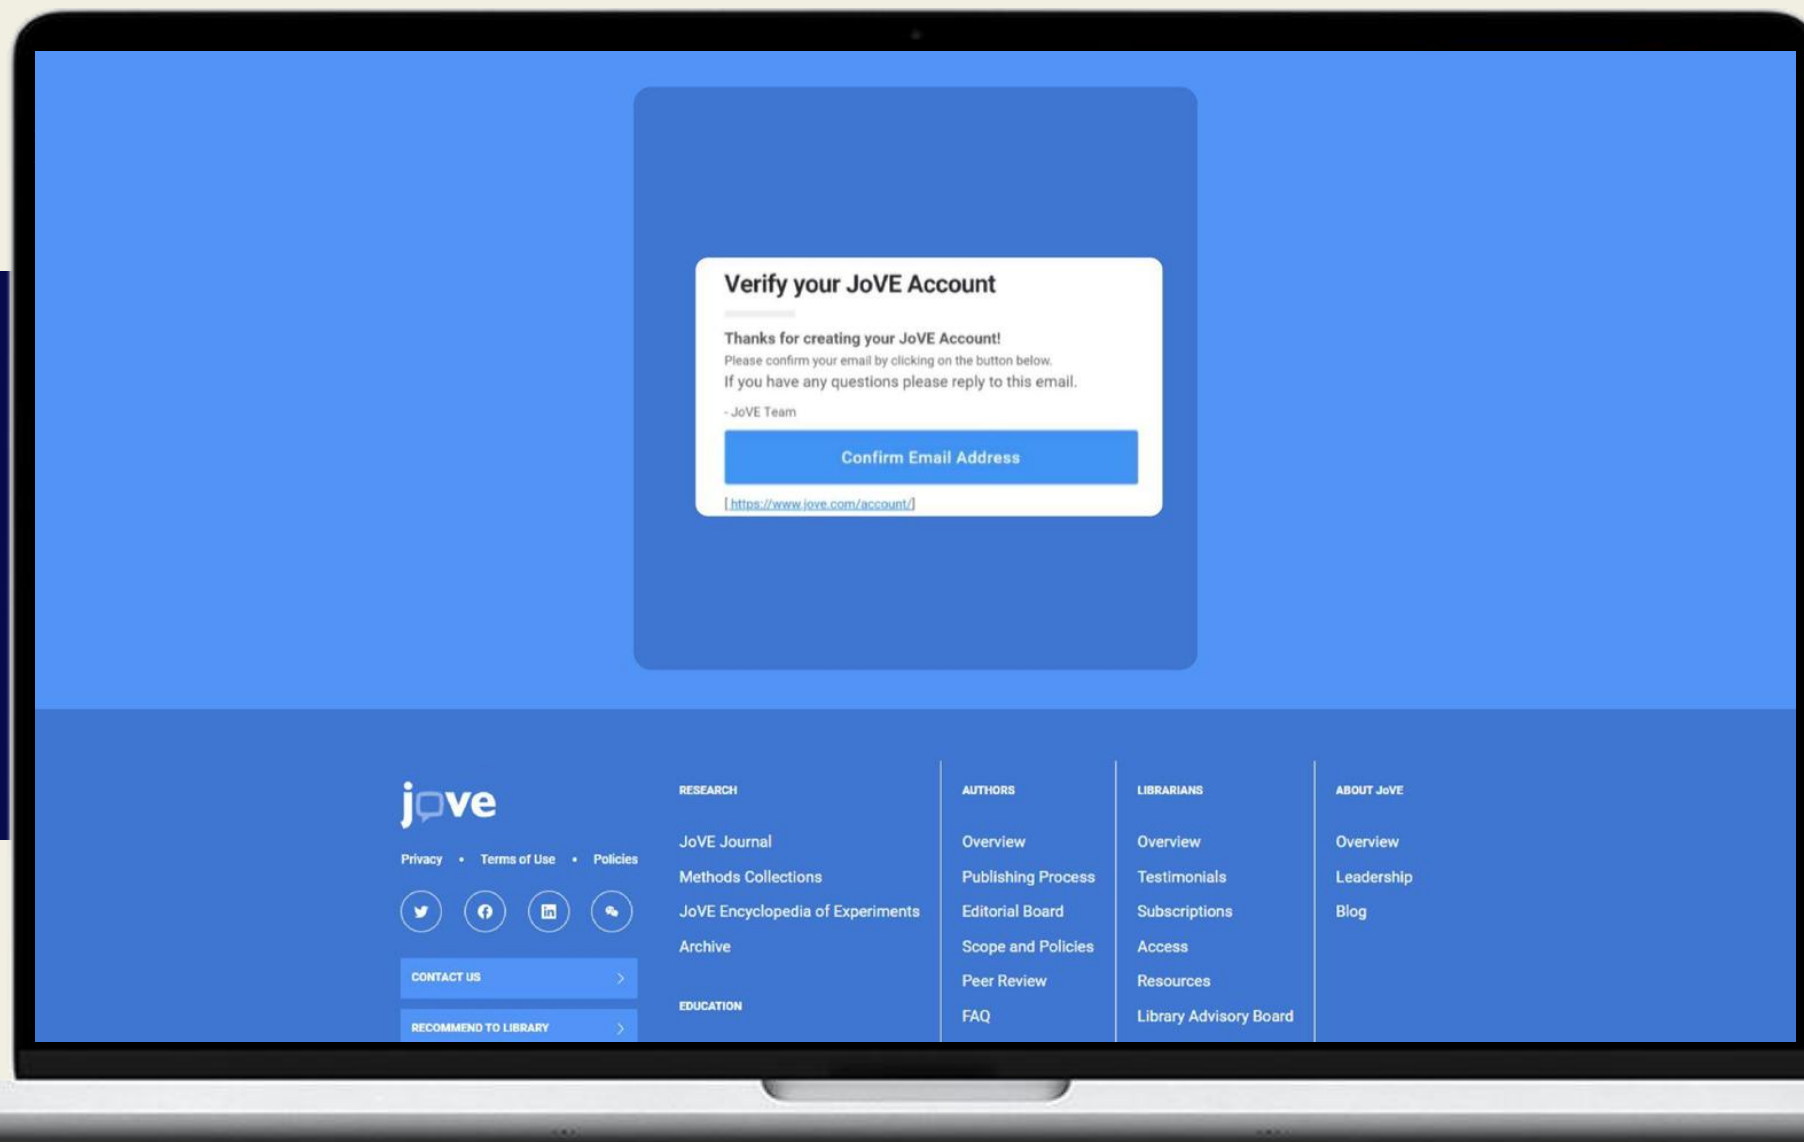 Verify your JoVE Account
Thanks for creating your JoVE Account!
Please confirm your email by clicking on the button below.
If you have any questions please reply to this email.
- JoVE Team
Confirm Email Address
[ https://www.jove.com/account/]
jove
Privacy • Terms of Use • Policies
CONTACT US
RECOMMEND TO LIBRARY
RESEARCH
JoVE Journal
Methods Collections
JoVE Encyclopedia of Experiments
Archive
EDUCATION
AUTHORS
Overview
Publishing Process
Editorial Board
Scope and Policies
Peer Review
FAQ
LIBRARIANS
Overview
Testimonials
Subscriptions
Access
Resources
Library Advisory Board
ABOUT JoVE
Overview
Leadership
Blog